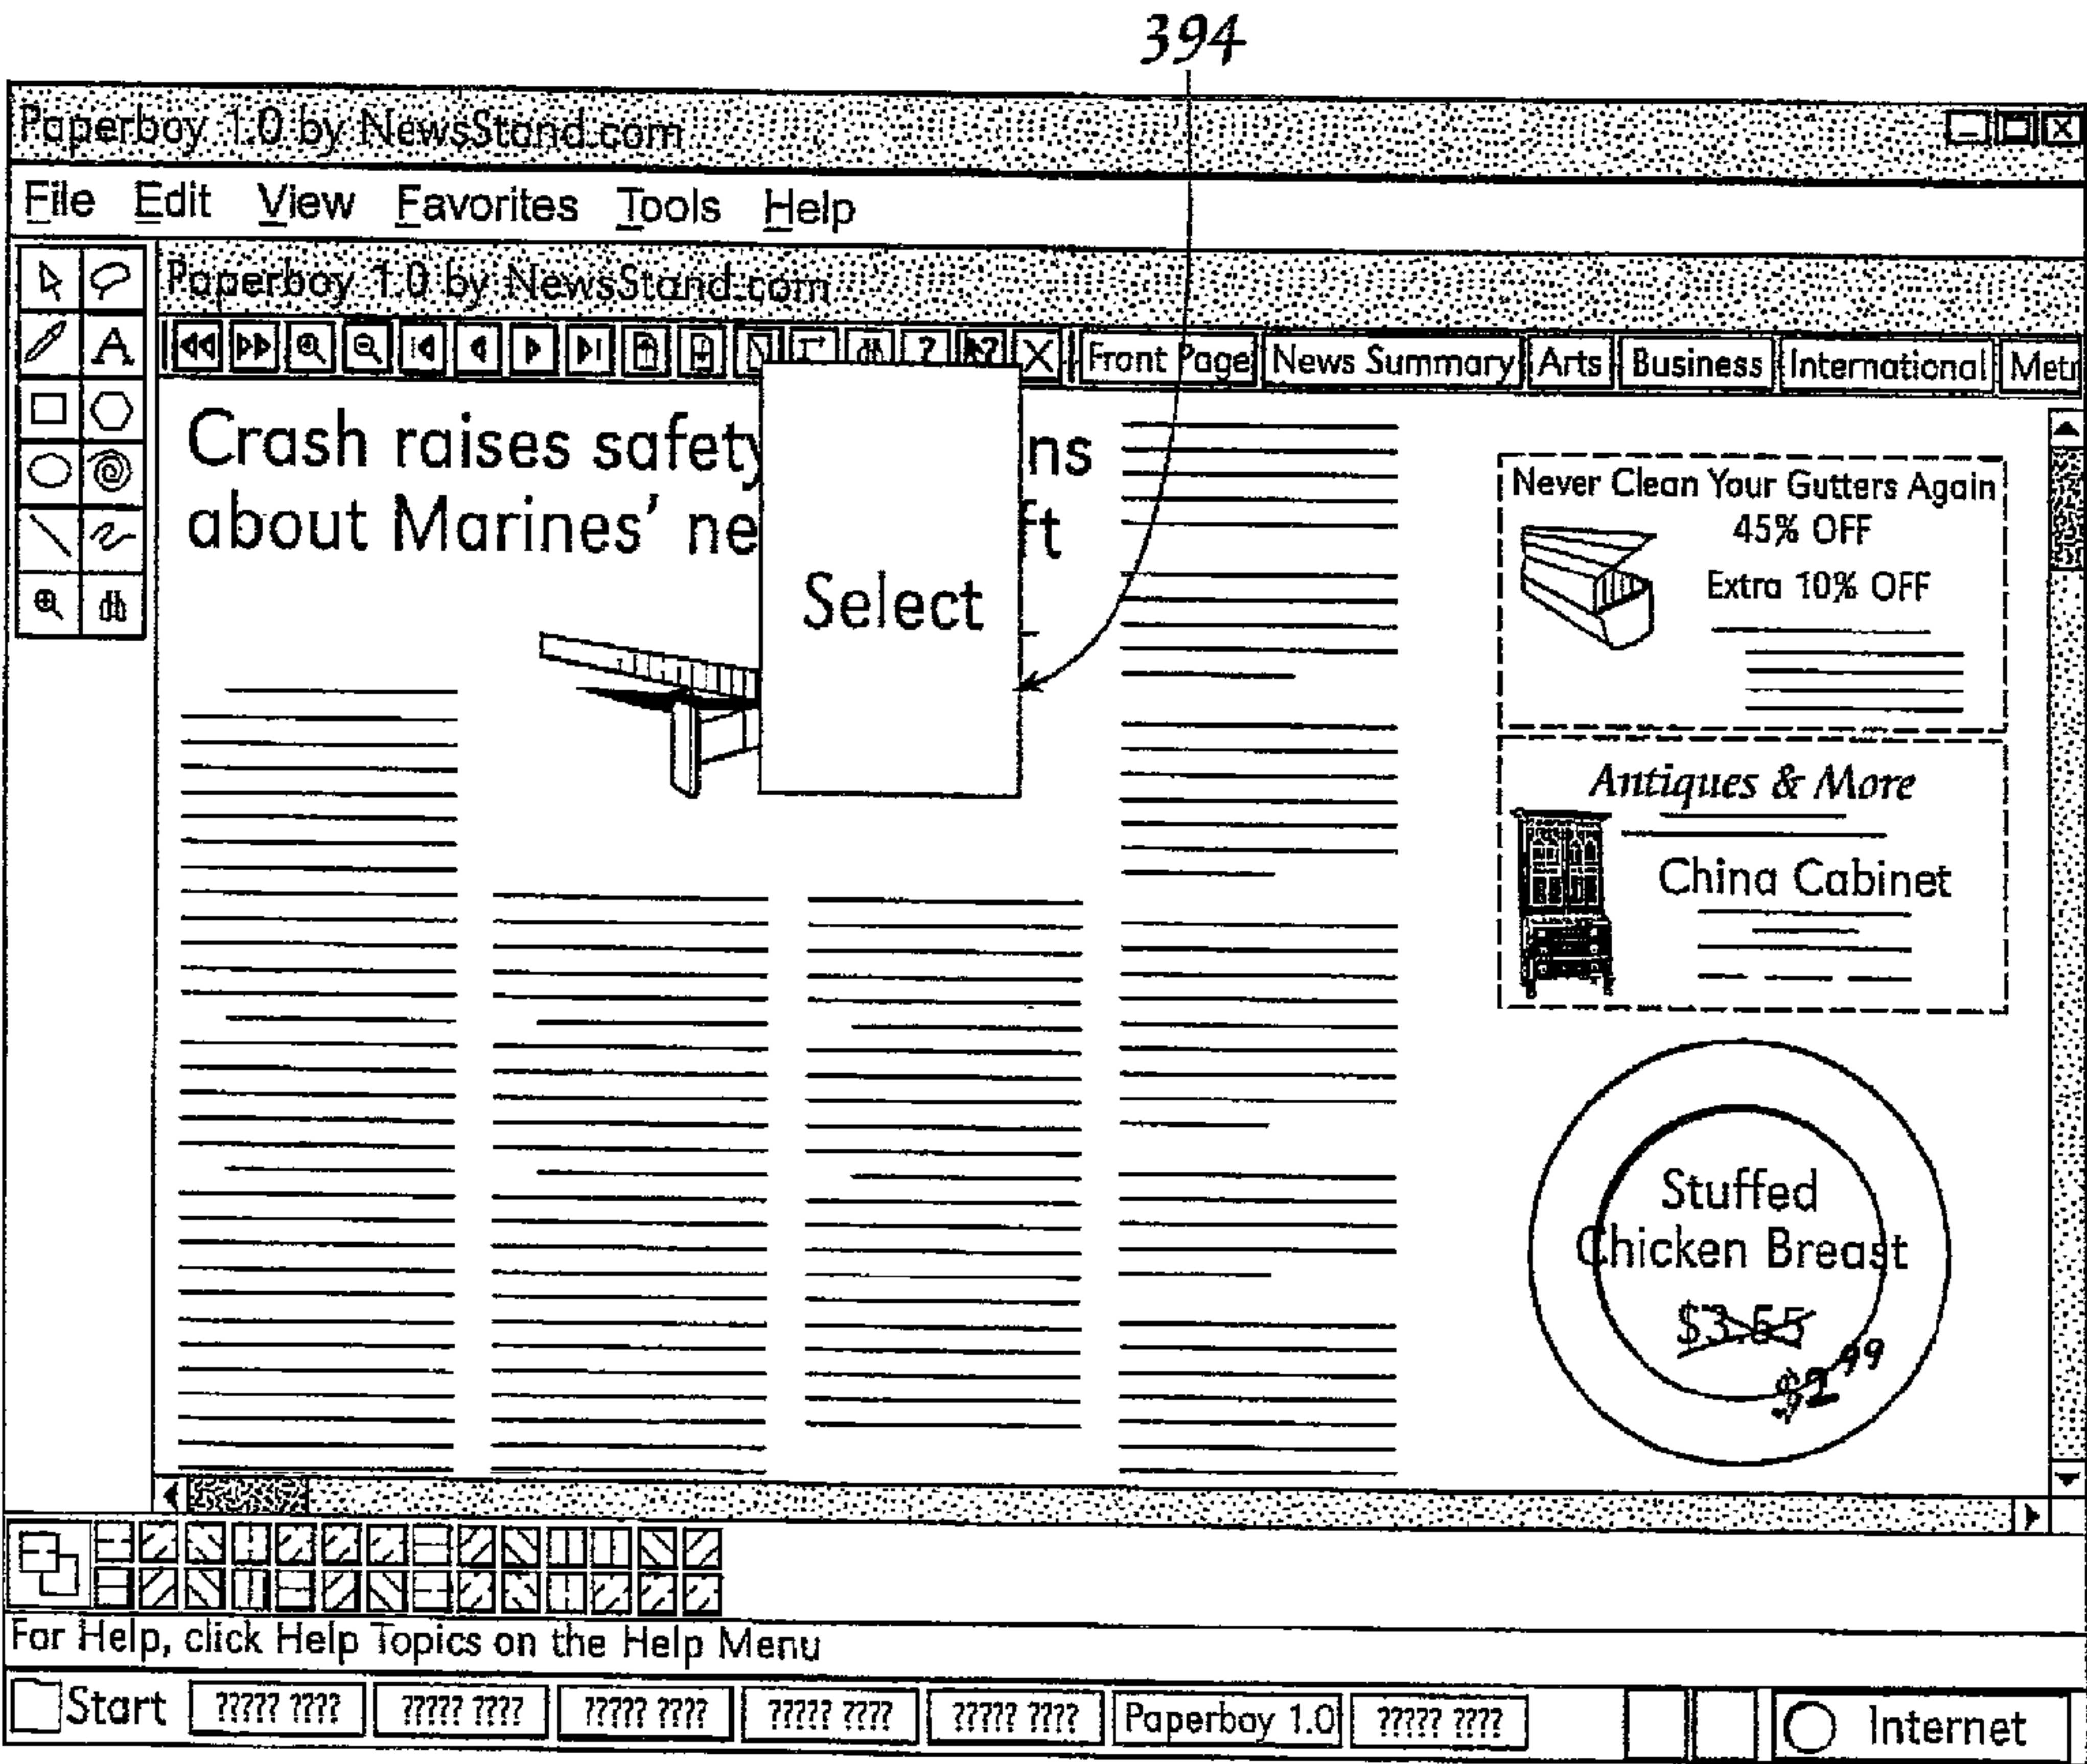 394
Paperboy 1.0 by NewsStand.com
File Edit View Favorites Tools Help
Paperboy 1.0 by NewsStand.com
Front Page News Summary Arts Business International Metr
Crash raises safety ns
about Marines' ne ft
Select
Never Clean Your Gutters Again
45% OFF
Extra 10% OFF
Antiques & More
China Cabinet
Stuffed
Chicken Breast
$3.65
$2.99
For Help, click Help Topics on the Help Menu
Start ????? ???? ????? ???? ????? ???? ????? ???? ????? ???? Paperboy 1.0 ????? ???? Internet